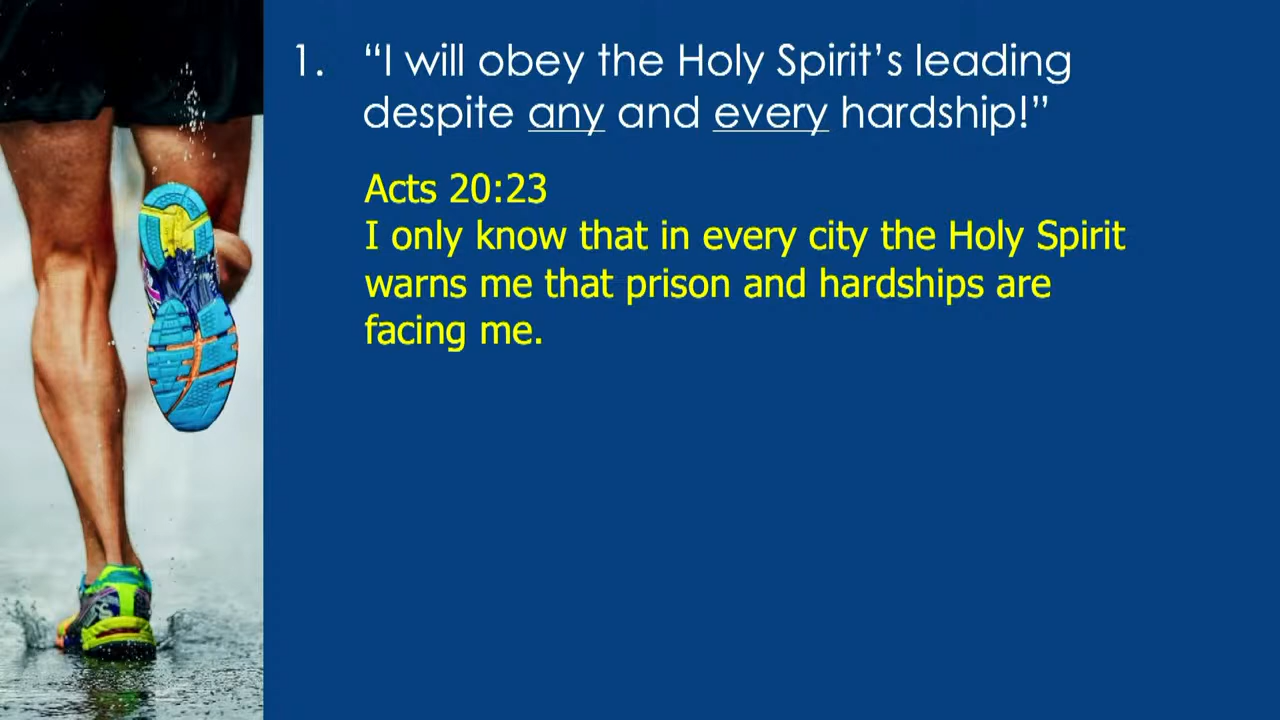 1. “I will obey the Holy Spirit’s leading
despite any and every hardship!”
Acts 20:23
I only know that in every city the Holy Spirit
warns me that prison and hardships are
facing me.